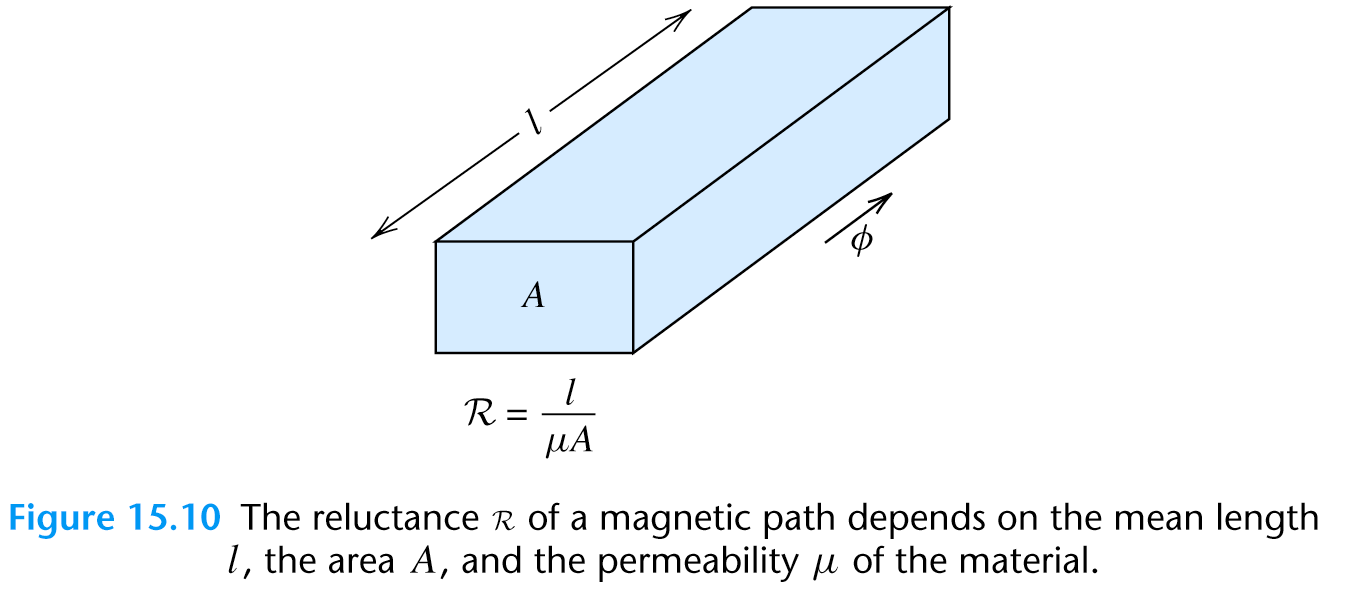 l
ϕ
A
ℛ = l/μA
Figure 15.10 The reluctance ℛ of a magnetic path depends on the mean length
l, the area A, and the permeability μ of the material.